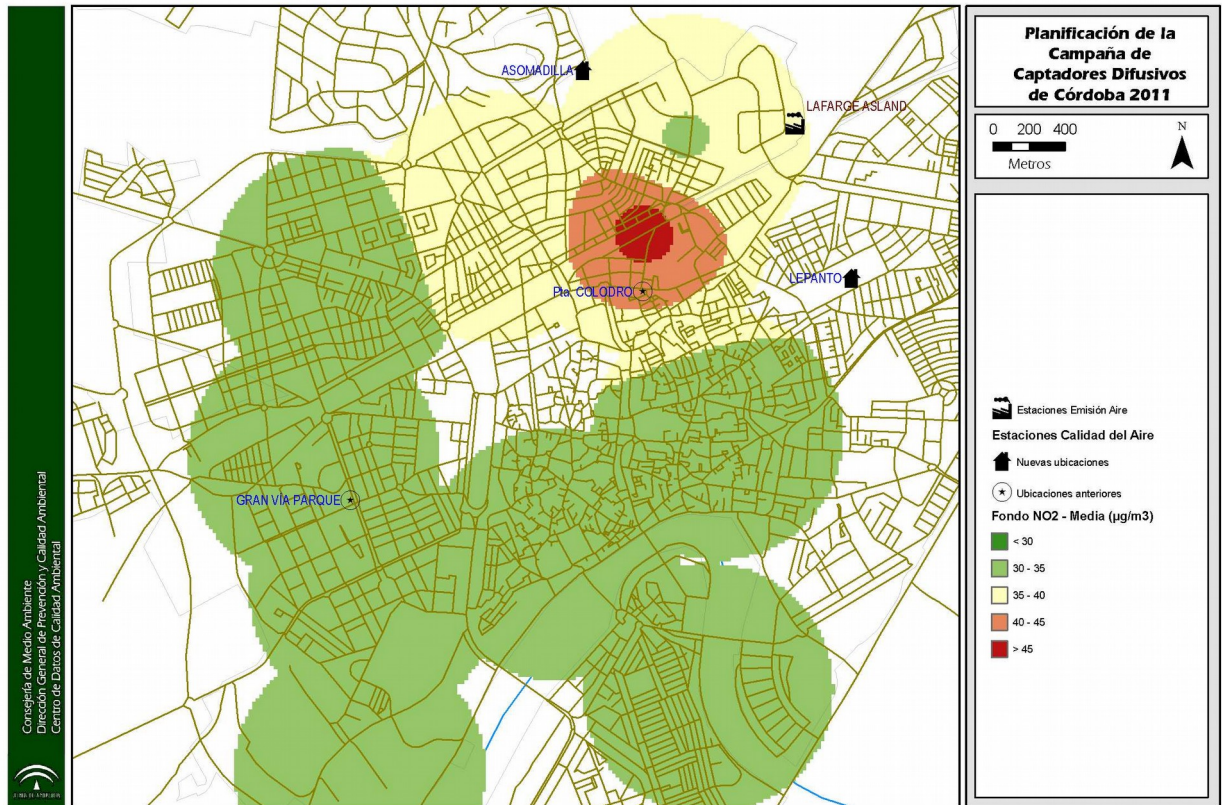 Consejería de Medio Ambiente
Dirección General de Prevención y Calidad Ambiental
Centro de Datos de Calidad Ambiental
JUNTA DE ANDALUCIA
ASOMADILLA
LAFARGE ASLAND
LEPANTO
Pta. COLODRO
GRAN VÍA PARQUE
Planificación de la
Campaña de
Captadores Difusivos
de Córdoba 2011
0 200 400
Metros
N
Estaciones Emisión Aire
Estaciones Calidad del Aire
Nuevas ubicaciones
Ubicaciones anteriores
Fondo NO2 - Media (µg/m3)
< 30
30 - 35
35 - 40
40 - 45
> 45